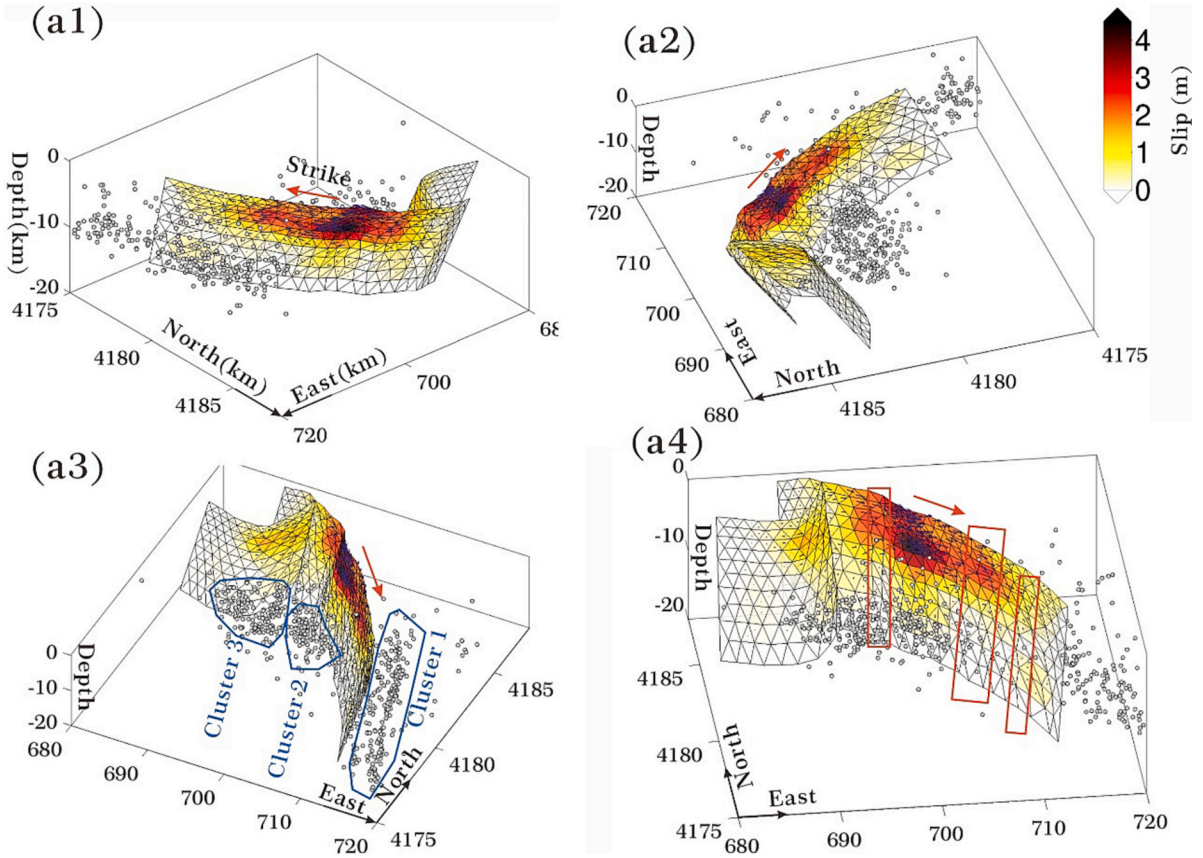 (a1)
0
-10
-20
Depth(km)
Strike
4175
4180
4185
North(km)
East(km)
700
720
68
(a2)
0
-10
-20
Depth
720
710
700
690
680
East
North
4185
4180
4175
4
3
2
1
0
Slip (m)
(a3)
0
-10
-20
Depth
680
690
700
710
720
East
North
4175
4180
4185
Cluster 3
Cluster 2
Cluster 1
(a4)
0
-10
-20
Depth
4185
4180
4175
North
East
680
690
700
710
720